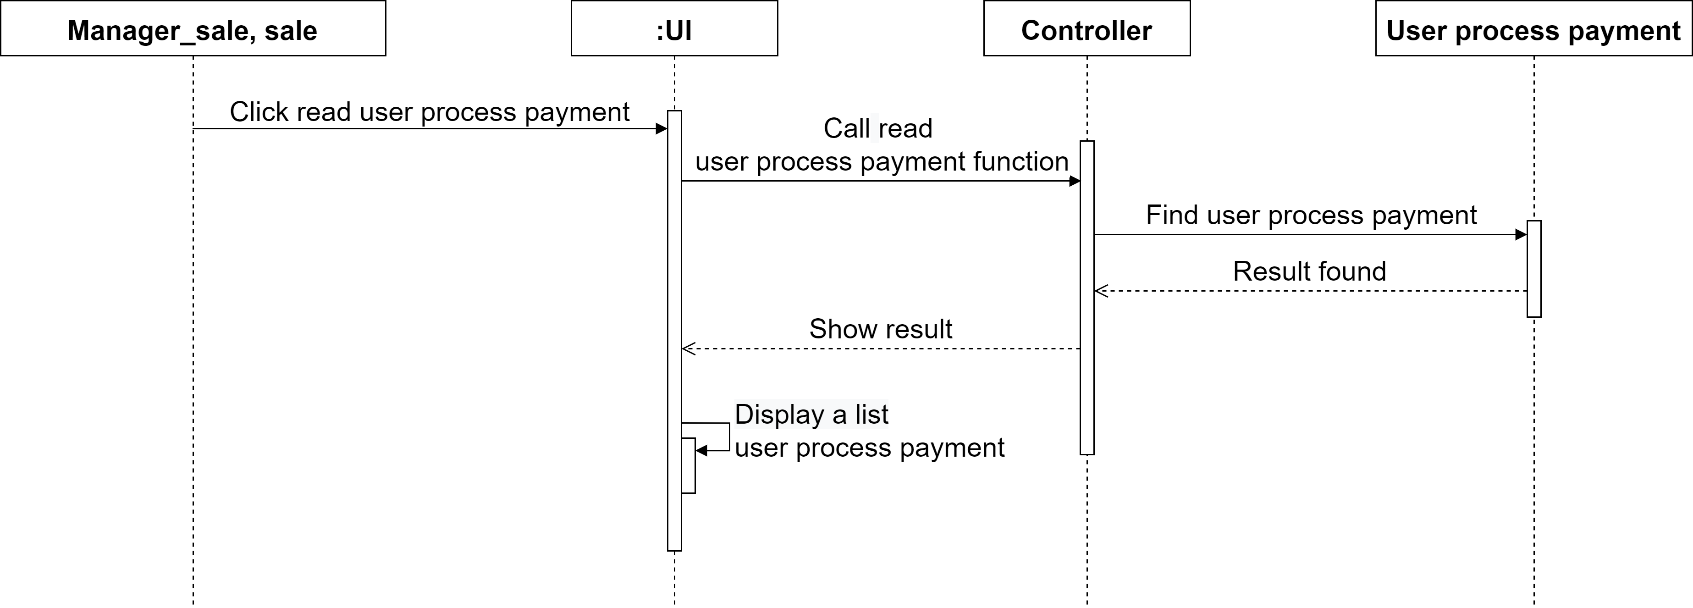 Manager_sale, sale
:UI
Controller
User process payment
Click read user process payment
Call read
user process payment function
Find user process payment
Result found
Show result
Display a list
user process payment